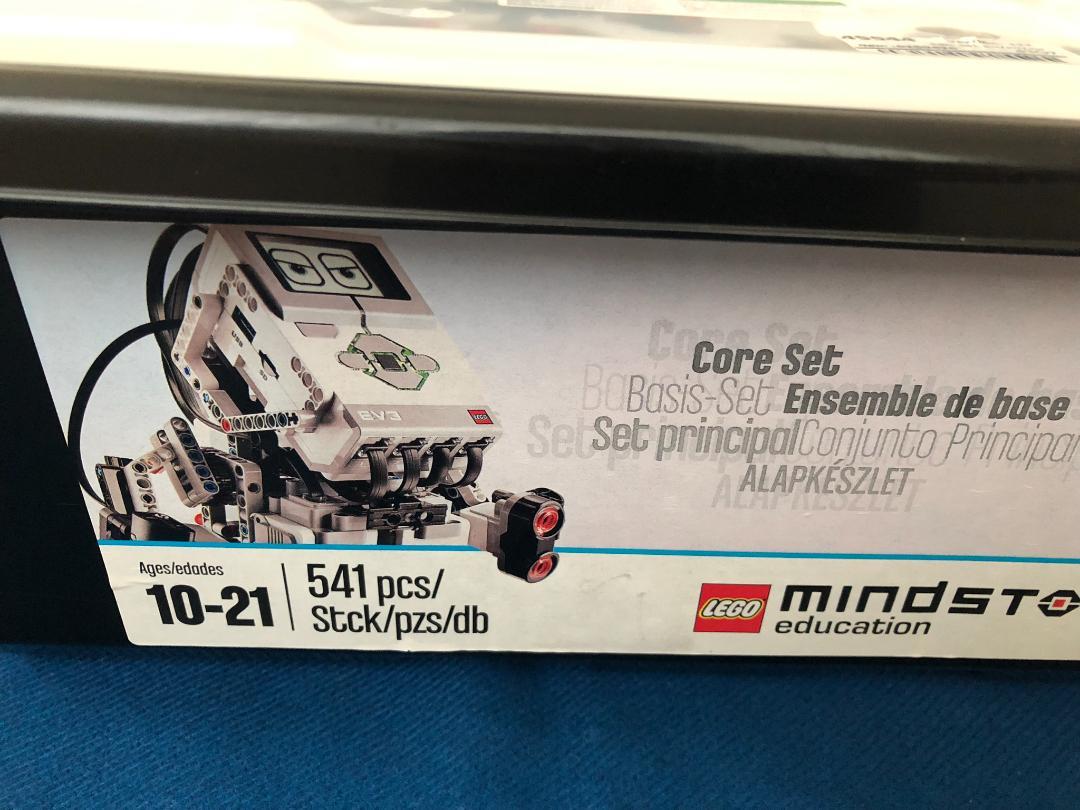 45544
EV3
LEGO
Core Set
Basis-Set Ensemble de base
Set principal Conjunto Principa
ALAPKÉSZLET
Ages/edades
10-21
541 pcs/
Stck/pzs/db
LEGO mindsto
education